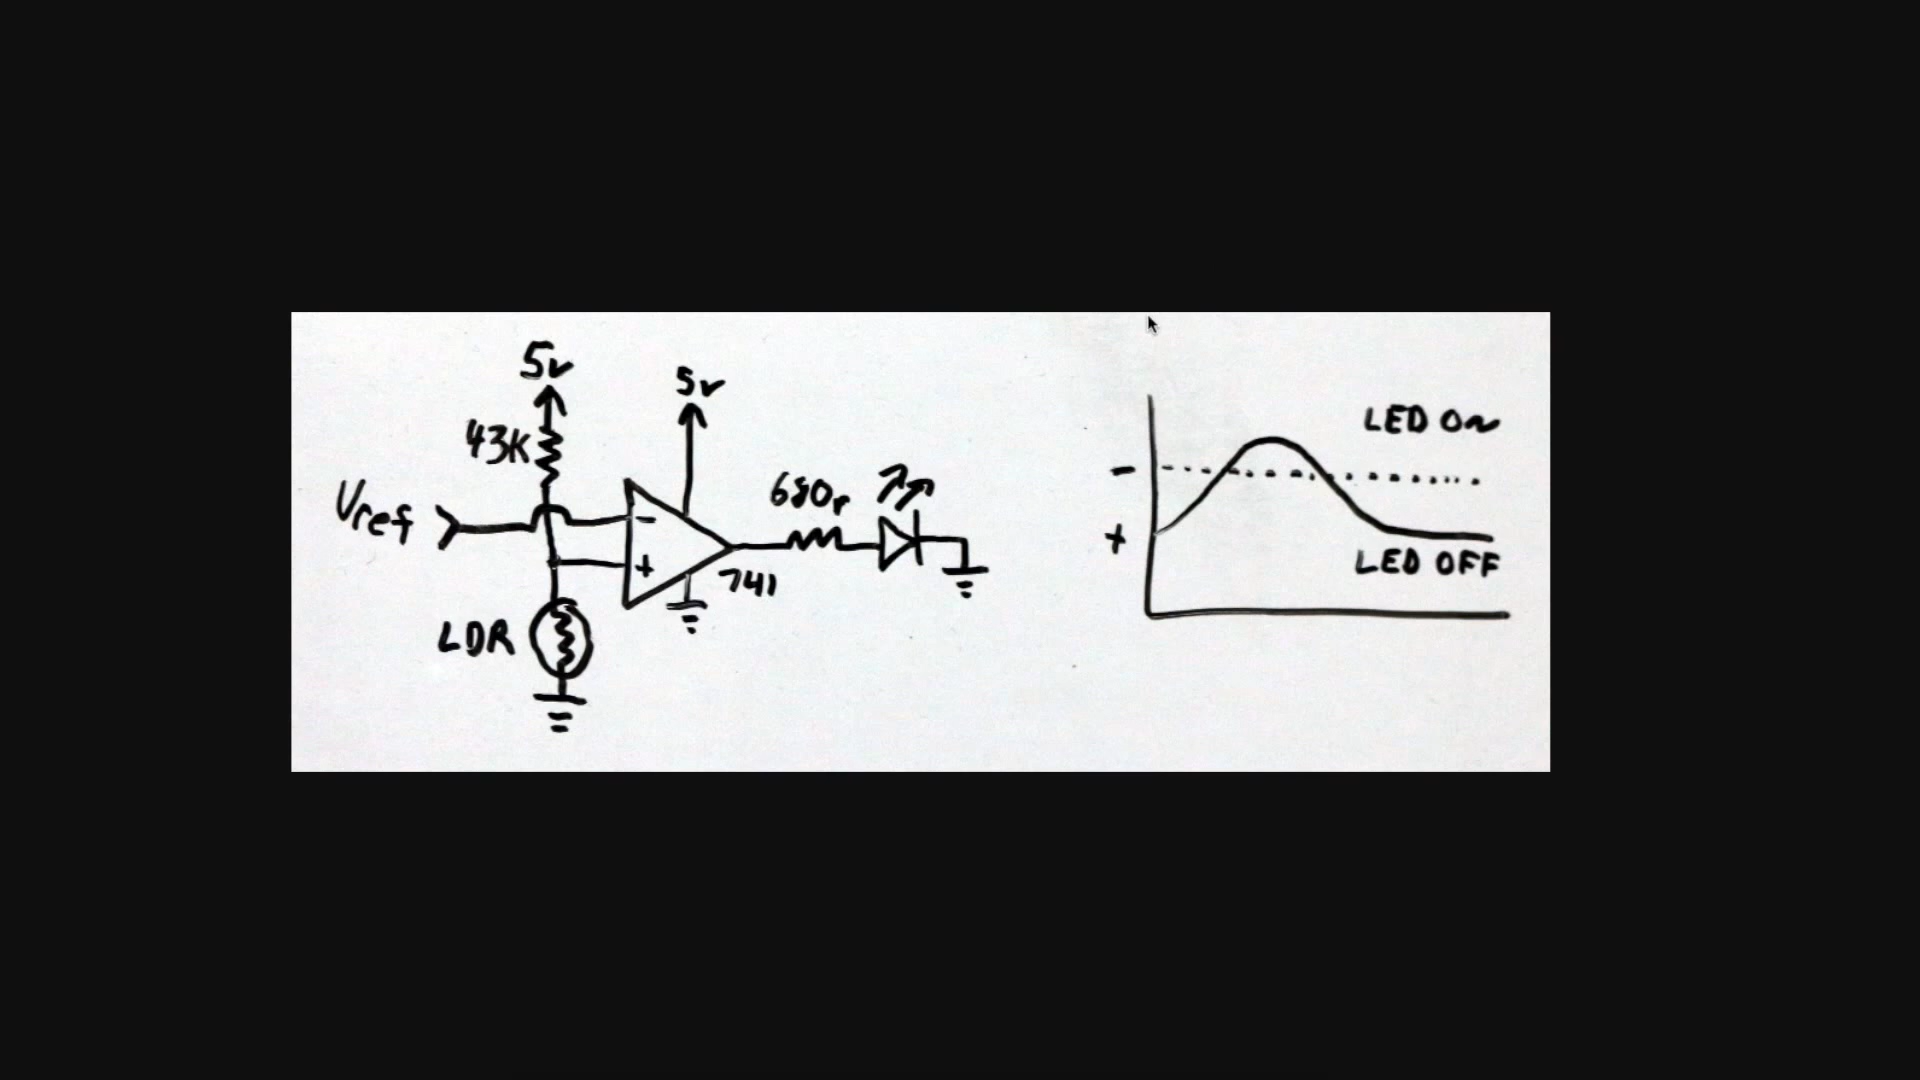 5v
5v
43K
Vref
-
+
680r
741
LDR
LED ON
-
+
LED OFF